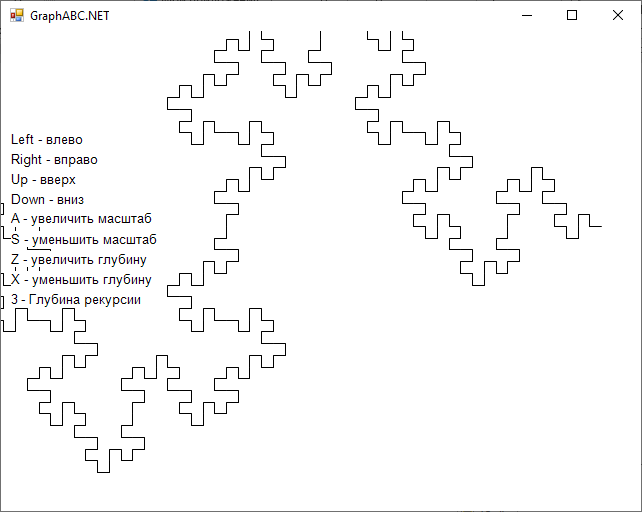 GraphABC.NET
Left - влево
Right - вправо
Up - вверх
Down - вниз
A - увеличить масштаб
S - уменьшить масштаб
Z - увеличить глубину
X - уменьшить глубину
3 - Глубина рекурсии